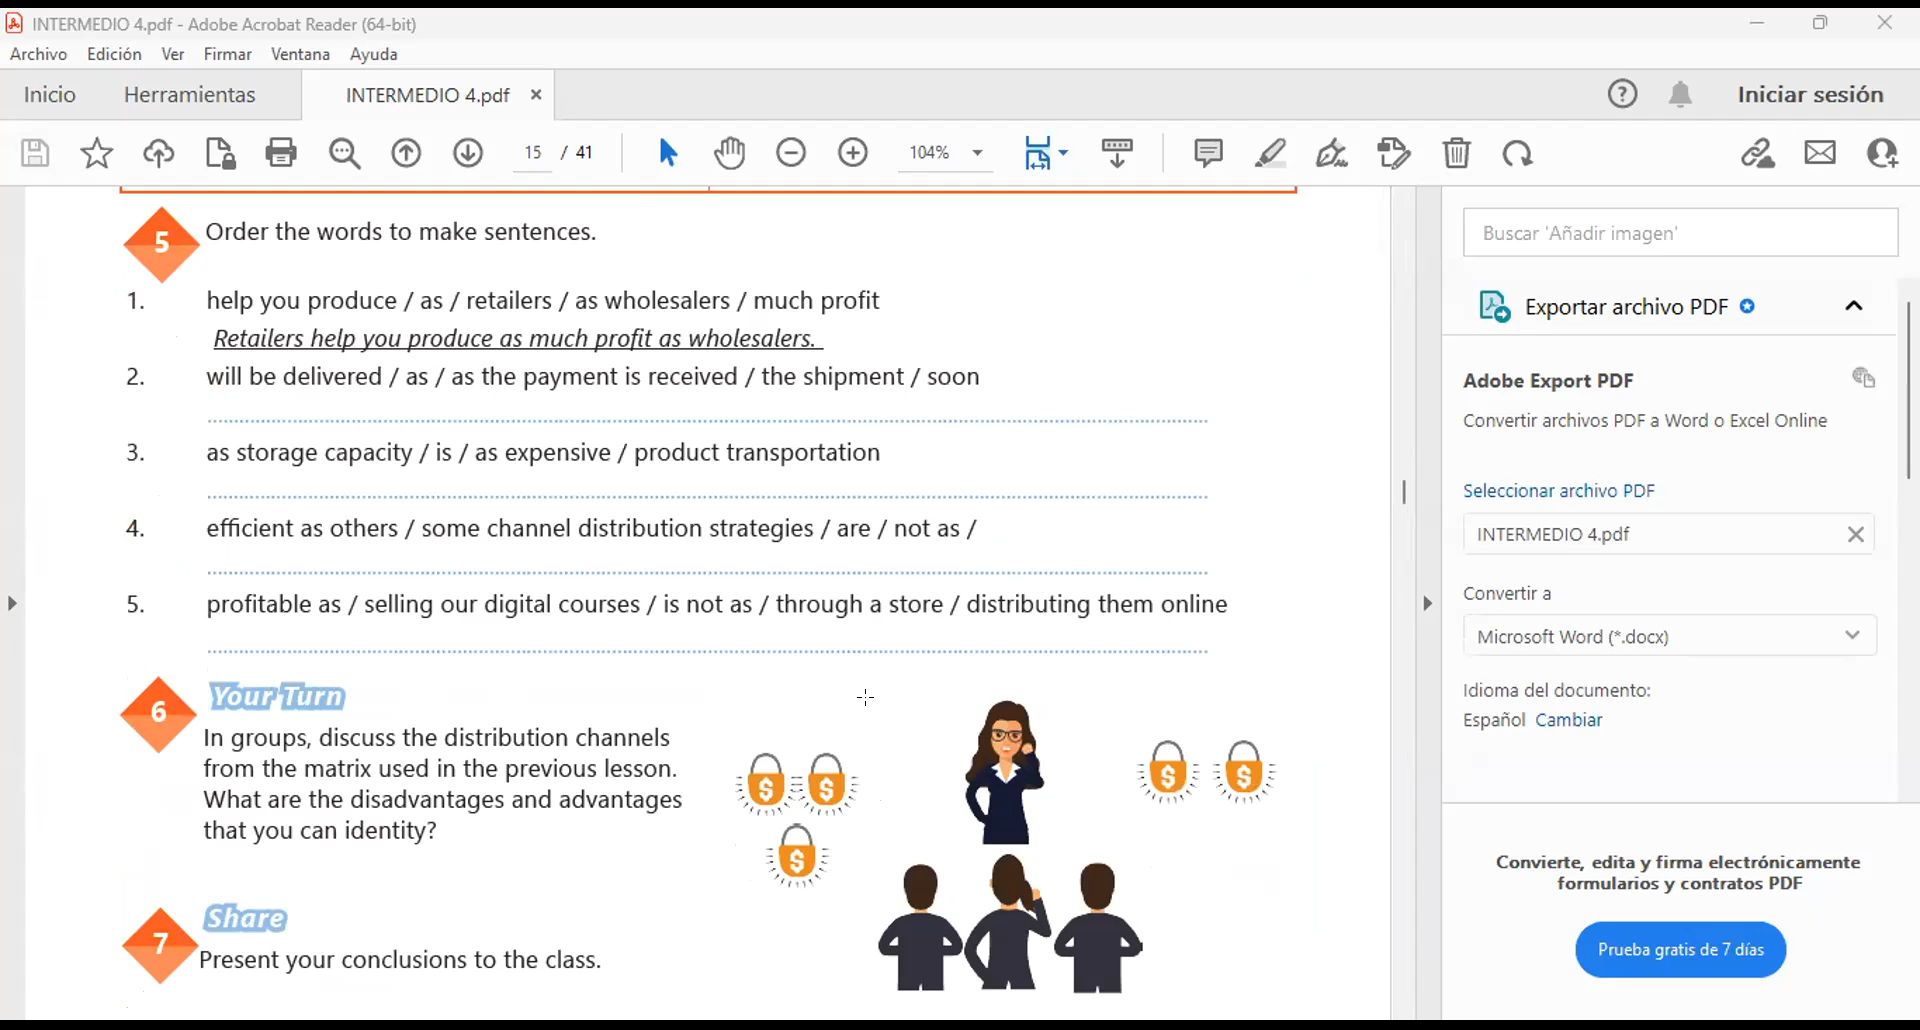 INTERMEDIO 4.pdf - Adobe Acrobat Reader (64-bit)
Archivo Edición Ver Firmar Ventana Ayuda
Inicio Herramientas INTERMEDIO 4.pdf × Iniciar sesión
15 / 41 104%
5 Order the words to make sentences.
1. help you produce / as / retailers / as wholesalers / much profit
Retailers help you produce as much profit as wholesalers.
2. will be delivered / as / as the payment is received / the shipment / soon
3. as storage capacity / is / as expensive / product transportation
4. efficient as others / some channel distribution strategies / are / not as /
5. profitable as / selling our digital courses / is not as / through a store / distributing them online
6 Your Turn
In groups, discuss the distribution channels
from the matrix used in the previous lesson.
What are the disadvantages and advantages
that you can identity?
$ $ $ $ $
7 Share
Present your conclusions to the class.
Buscar 'Añadir imagen'
Exportar archivo PDF
Adobe Export PDF
Convertir archivos PDF a Word o Excel Online
Seleccionar archivo PDF
INTERMEDIO 4.pdf
Convertir a
Microsoft Word (*.docx)
Idioma del documento:
Español Cambiar
Convierte, edita y firma electrónicamente
formularios y contratos PDF
Prueba gratis de 7 días